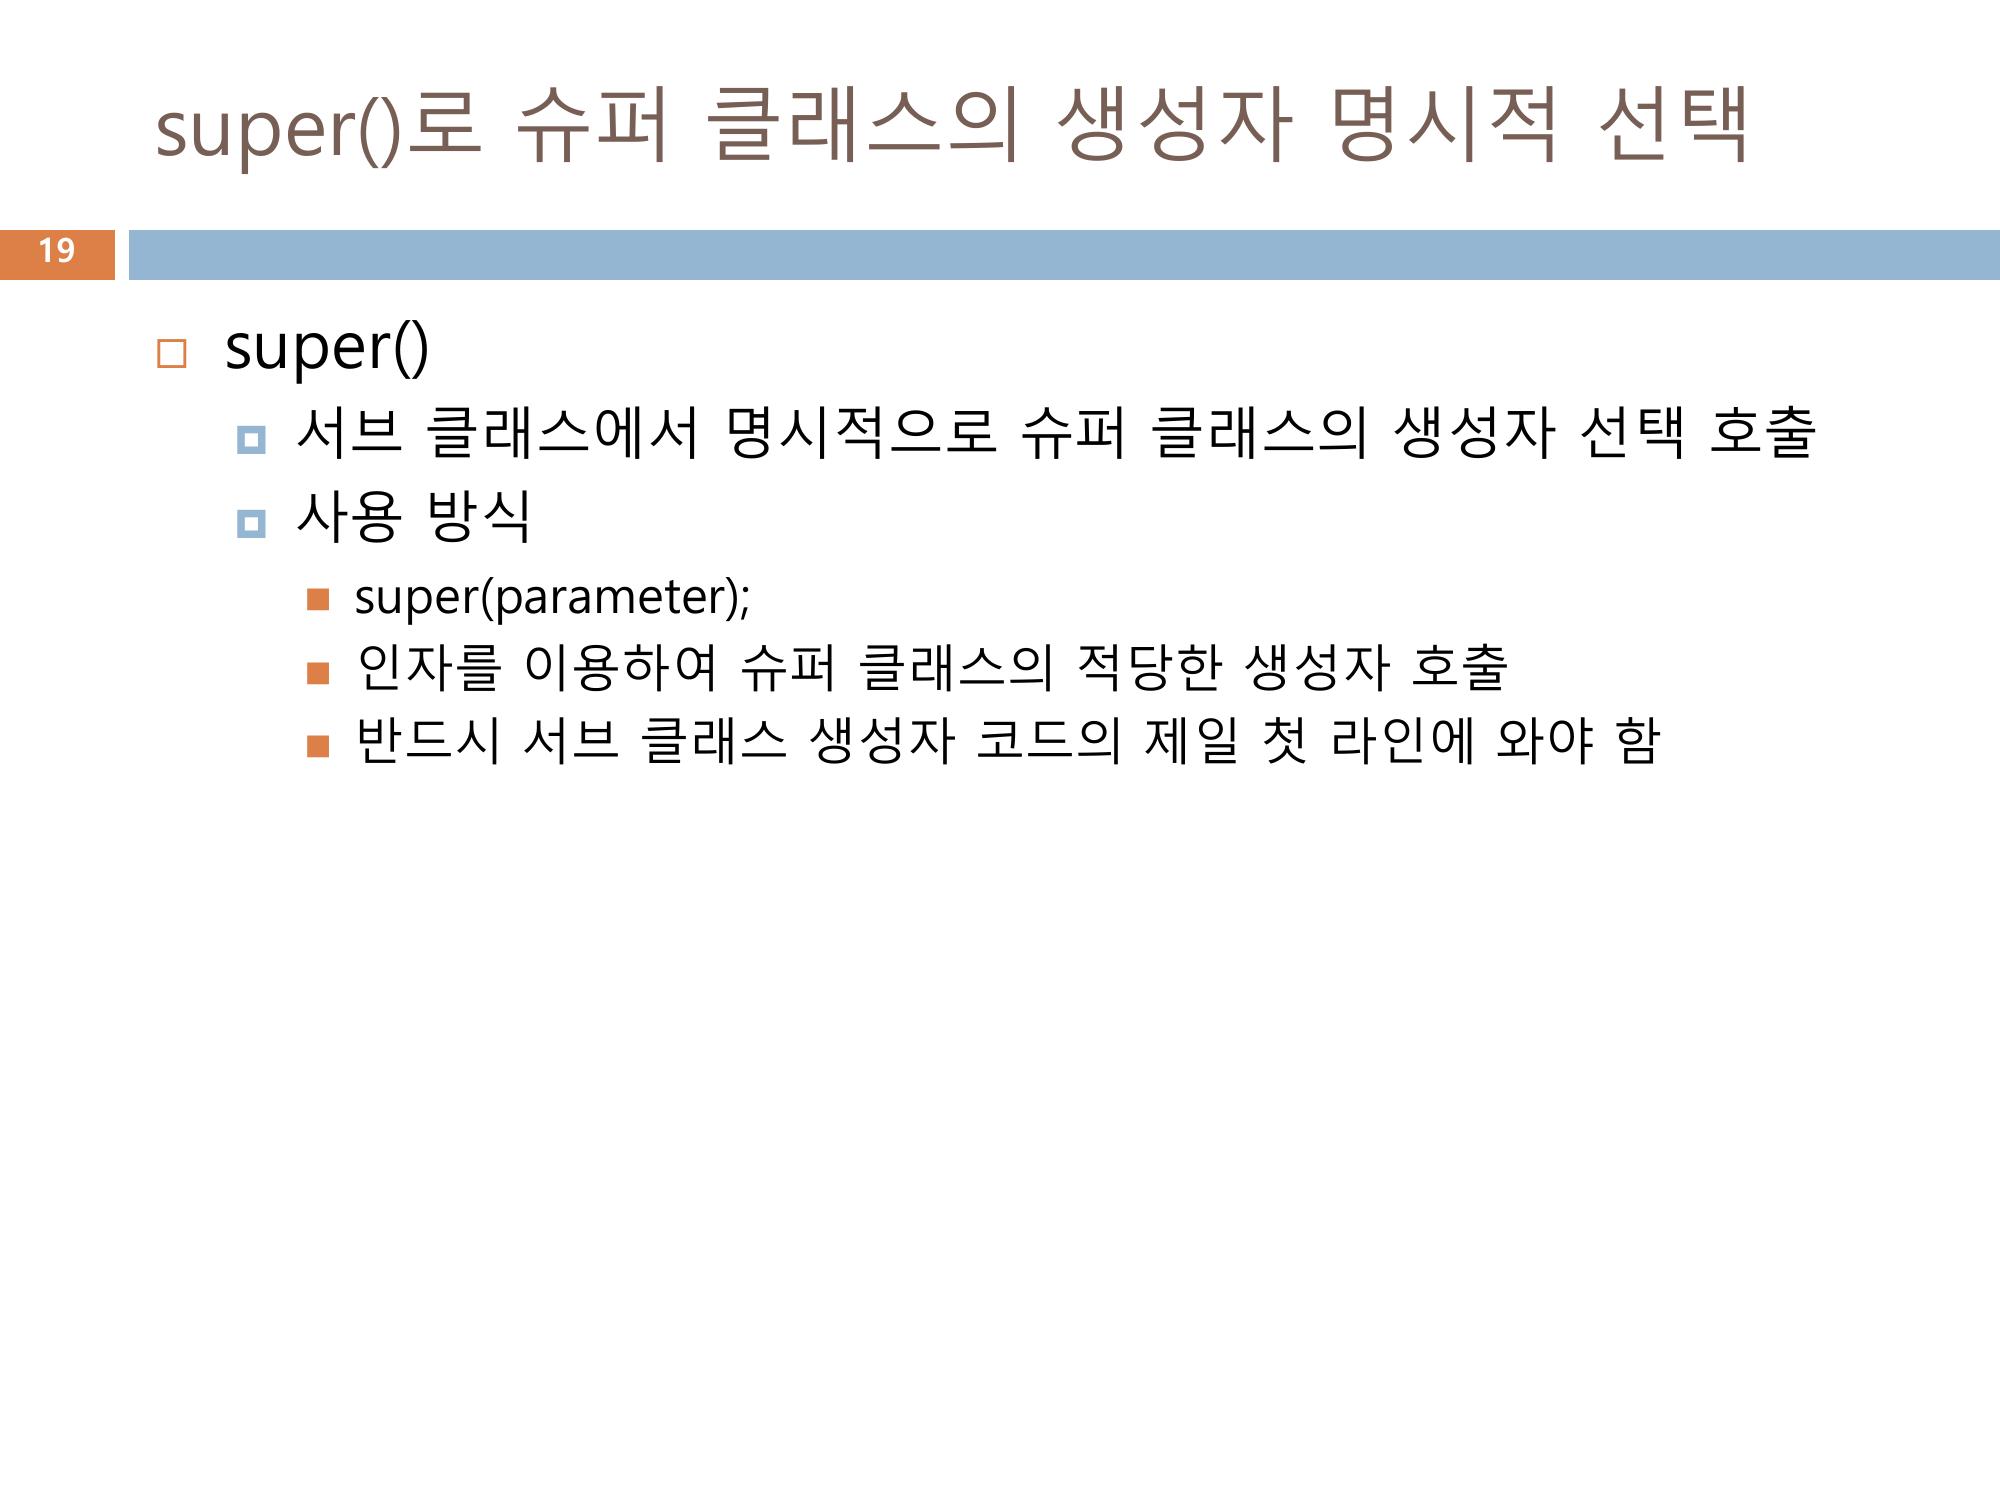 super()로 슈퍼 클래스의 생성자 명시적 선택
19
super()
서브 클래스에서 명시적으로 슈퍼 클래스의 생성자 선택 호출
사용 방식
super(parameter);
인자를 이용하여 슈퍼 클래스의 적당한 생성자 호출
반드시 서브 클래스 생성자 코드의 제일 첫 라인에 와야 함